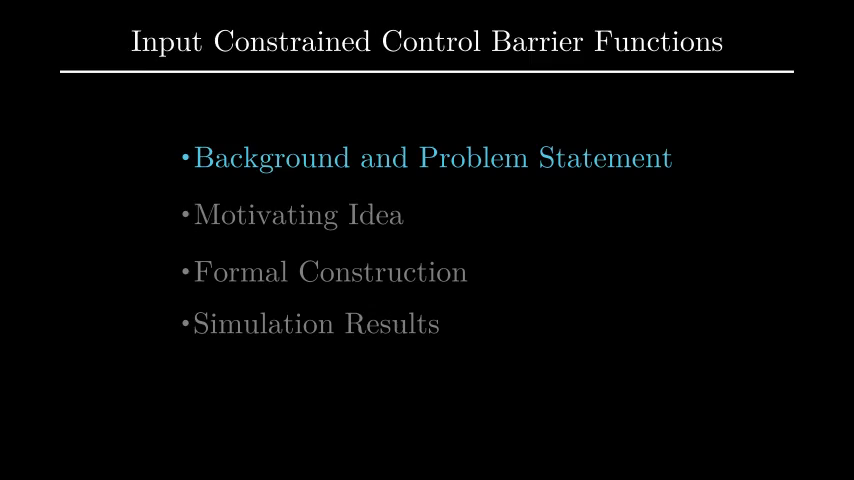 Input Constrained Control Barrier Functions
•Background and Problem Statement
•Motivating Idea
•Formal Construction
•Simulation Results